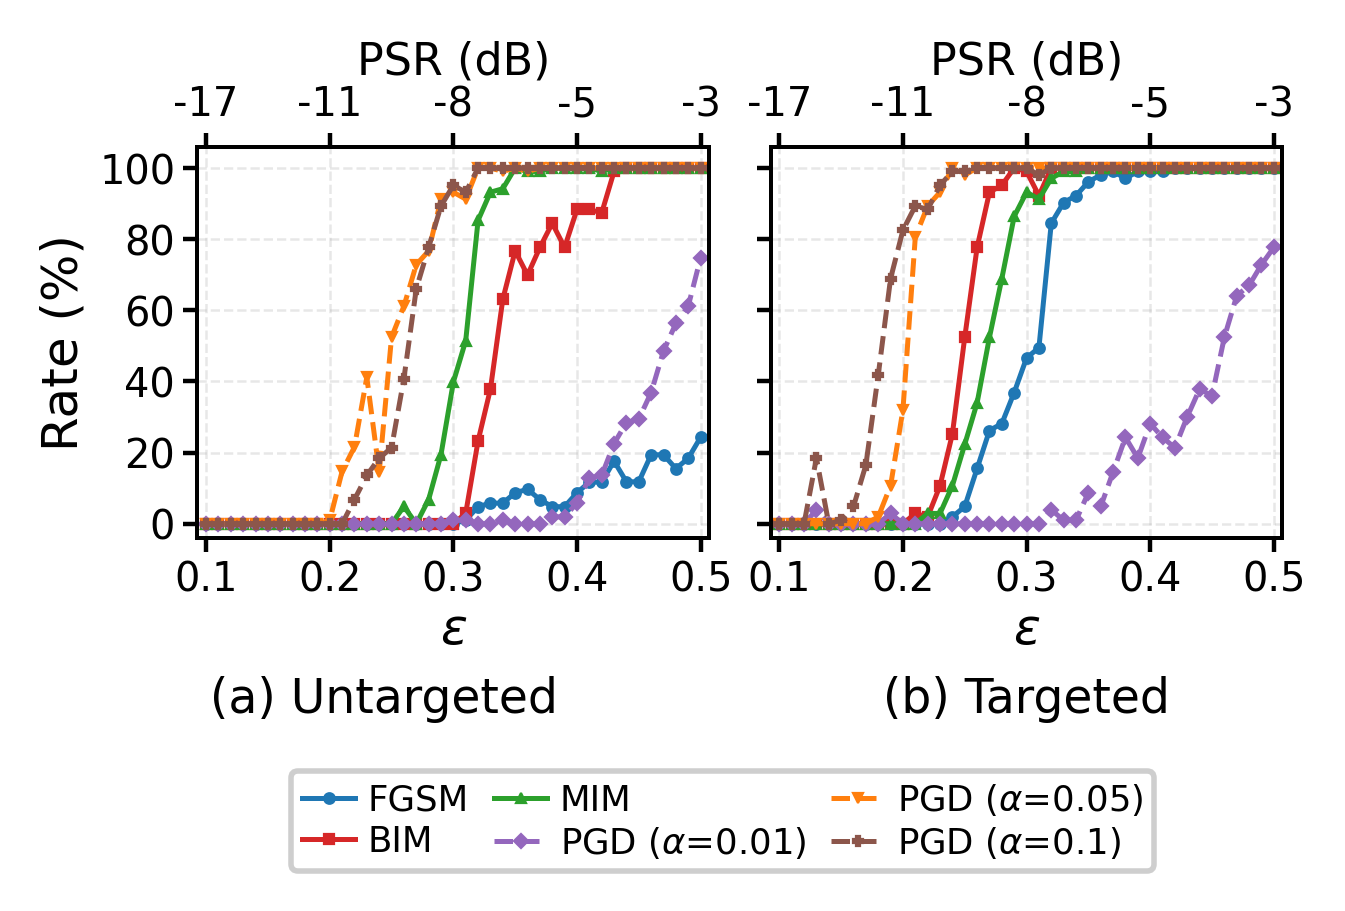 PSR (dB) PSR (dB)
-17 -11 -8 -5 -3 -17 -11 -8 -5 -3
100
80
60
40
20
0
Rate (%)
0.1 0.2 0.3 0.4 0.5 0.1 0.2 0.3 0.4 0.5
ε ε
(a) Untargeted (b) Targeted
FGSM MIM PGD (α=0.05)
BIM PGD (α=0.01) PGD (α=0.1)